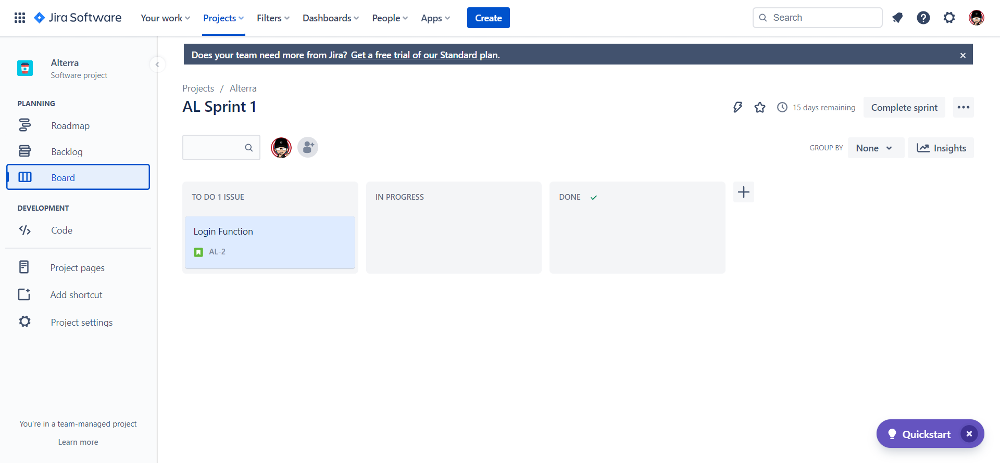 Jira Software
Your work
Projects
Filters
Dashboards
People
Apps
Create
Search
Alterra
Software project
PLANNING
Roadmap
Backlog
Board
DEVELOPMENT
Code
Project pages
Add shortcut
Project settings
You're in a team-managed project
Learn more
Does your team need more from Jira? Get a free trial of our Standard plan.
Projects / Alterra
AL Sprint 1
15 days remaining
Complete sprint
GROUP BY
None
Insights
TO DO 1 ISSUE
Login Function
AL-2
IN PROGRESS
DONE
Quickstart